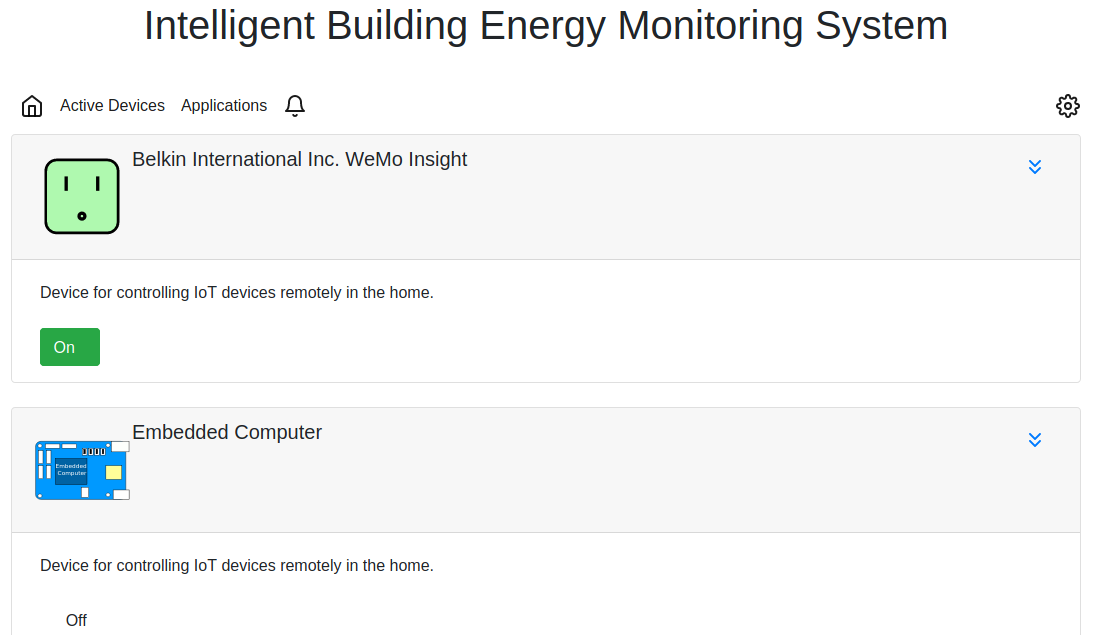 Intelligent Building Energy Monitoring System
Active Devices Applications
Belkin International Inc. WeMo Insight
Device for controlling IoT devices remotely in the home.
On
Embedded Computer
Embedded
Computer
Device for controlling IoT devices remotely in the home.
Off